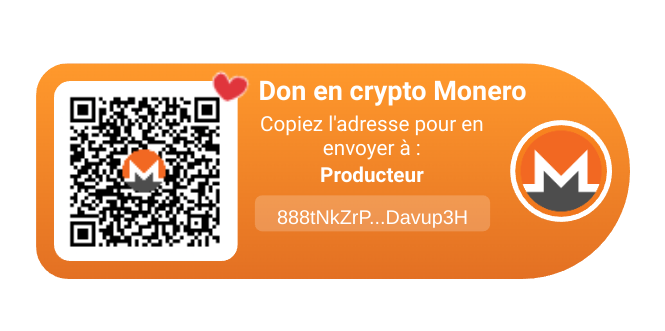 Don en crypto Monero
Copiez l'adresse pour en
envoyer à :
Producteur
888tNkZrP...Davup3H